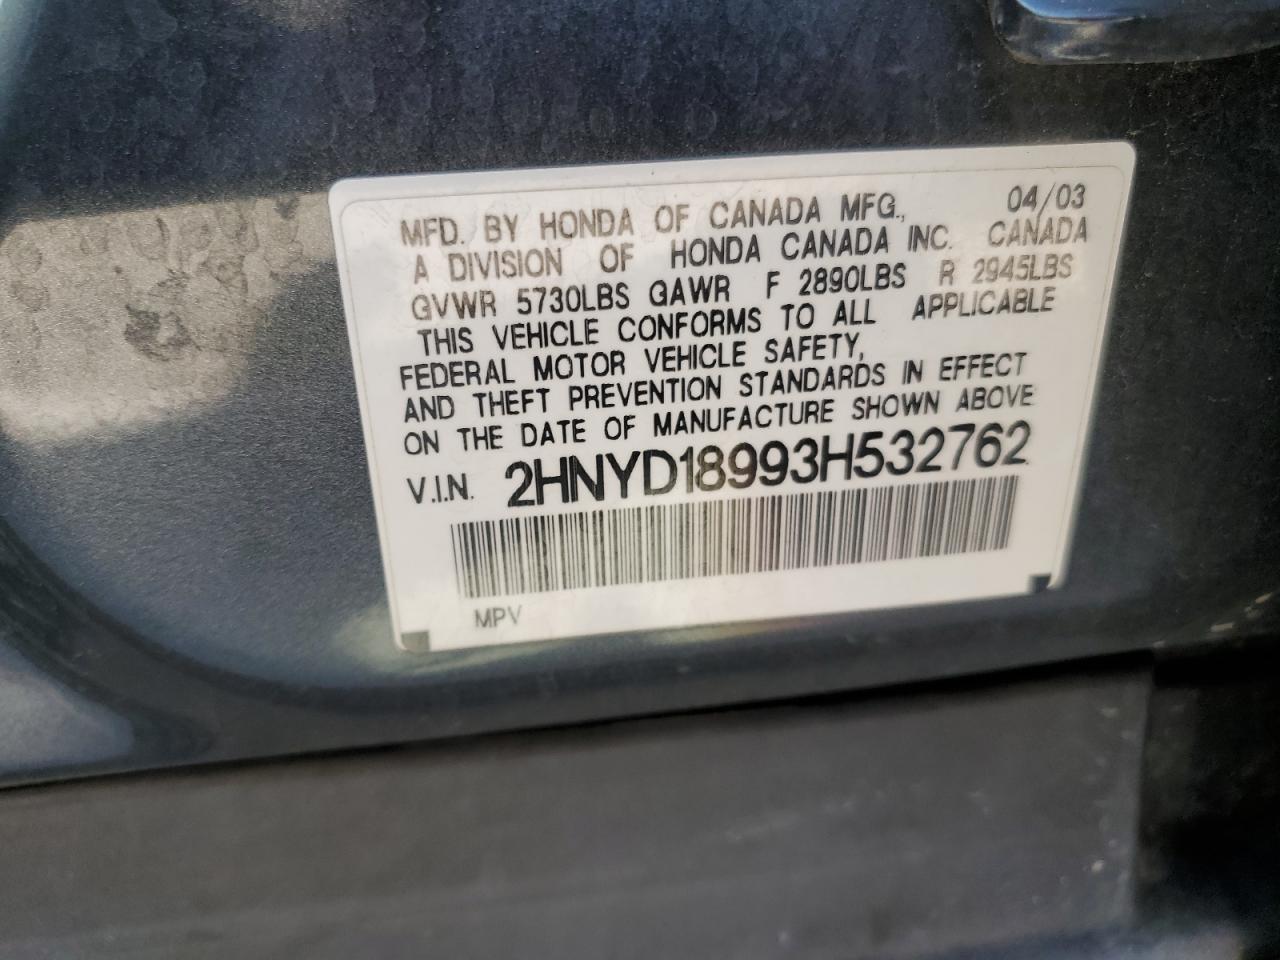 MFD. BY HONDA OF CANADA MFG., 04/03
A DIVISION OF HONDA CANADA INC. CANADA
GVWR 5730LBS GAWR F 2890LBS R 2945LBS
THIS VEHICLE CONFORMS TO ALL APPLICABLE
FEDERAL MOTOR VEHICLE SAFETY,
AND THEFT PREVENTION STANDARDS IN EFFECT
ON THE DATE OF MANUFACTURE SHOWN ABOVE
V.I.N. 2HNYD18993H532762
MPV